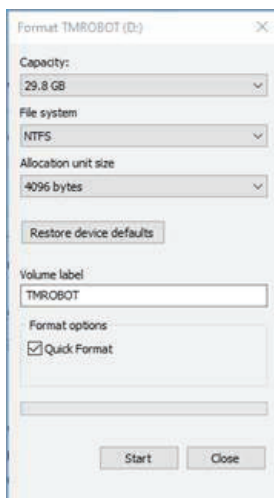 Format TMROBOT (D:)
Capacity:
29.8 GB
File system
NTFS
Allocation unit size
4096 bytes
Restore device defaults
Volume label
TMROBOT
Format options
Quick Format
Start Close